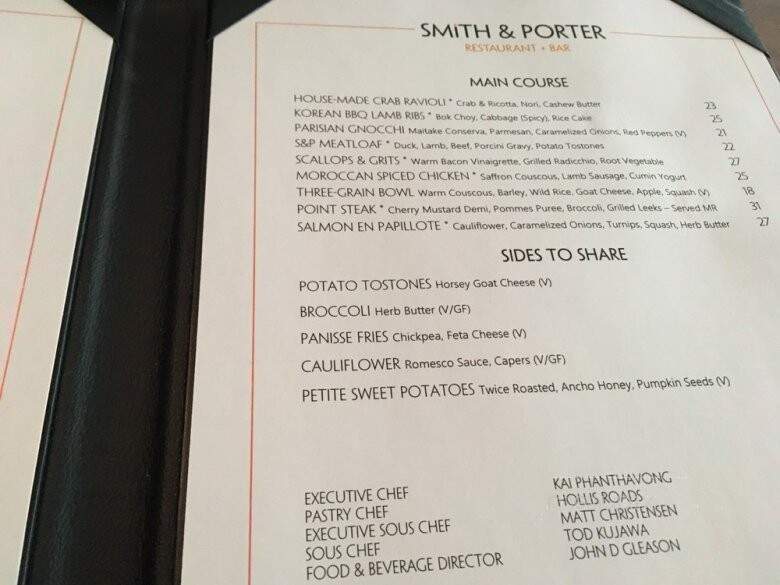 SMiTH & PORTER
RESTAURANT + BAR
MAIN COURSE
HOUSE-MADE CRAB RAVIOLI * Crab & Ricotta, Nori, Cashew Butter 23
KOREAN BBQ LAMB RIBS * Bok Choy, Cabbage (Spicy), Rice Cake 25
PARISIAN GNOCCHI Maitake Conserva, Parmesan, Caramelized Onions, Red Peppers (V) 21
S&P MEATLOAF * Duck, Lamb, Beef, Porcini Gravy, Potato Tostones 22
SCALLOPS & GRITS * Warm Bacon Vinaigrette, Grilled Radicchio, Root Vegetable 27
MOROCCAN SPICED CHICKEN * Saffron Couscous, Lamb Sausage, Cumin Yogurt 25
THREE-GRAIN BOWL Warm Couscous, Barley, Wild Rice, Goat Cheese, Apple, Squash (V) 18
POINT STEAK * Cherry Mustard Demi, Pommes Puree, Broccoli, Grilled Leeks – Served MR 31
SALMON EN PAPILLOTE * Cauliflower, Caramelized Onions, Turnips, Squash, Herb Butter 27
SIDES TO SHARE
POTATO TOSTONES Horsey Goat Cheese (V)
BROCCOLI Herb Butter (V/GF)
PANISSE FRIES Chickpea, Feta Cheese (V)
CAULIFLOWER Romesco Sauce, Capers (V/GF)
PETITE SWEET POTATOES Twice Roasted, Ancho Honey, Pumpkin Seeds (V)
EXECUTIVE CHEF KAI PHANTHAVONG
PASTRY CHEF HOLLIS ROADS
EXECUTIVE SOUS CHEF MATT CHRISTENSEN
SOUS CHEF TOD KUJAWA
FOOD & BEVERAGE DIRECTOR JOHN D GLEASON